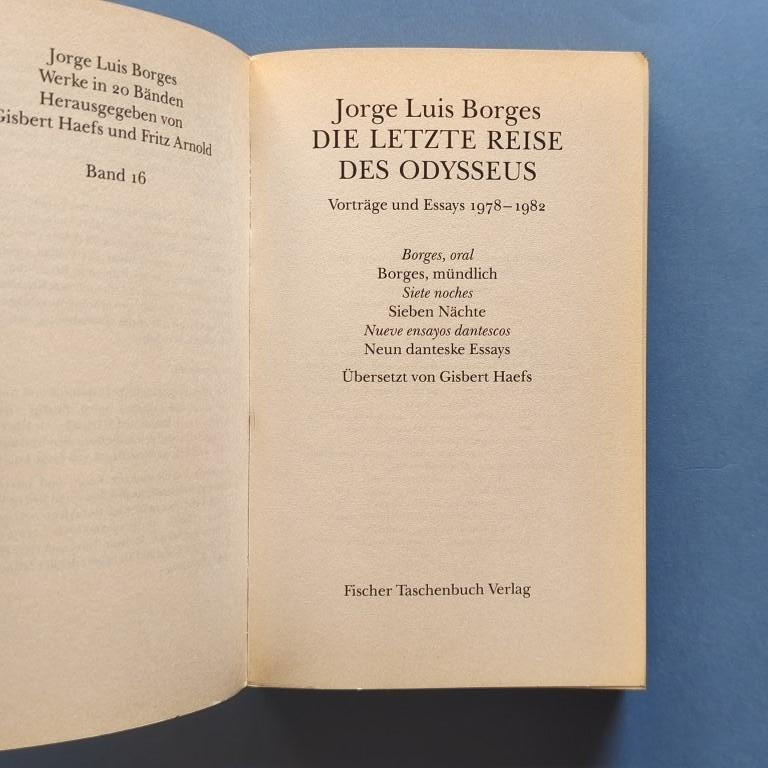 Jorge Luis Borges
Werke in 20 Bänden
Herausgegeben von
Gisbert Haefs und Fritz Arnold
Band 16
Jorge Luis Borges
DIE LETZTE REISE
DES ODYSSEUS
Vorträge und Essays 1978–1982
Borges, oral
Borges, mündlich
Siete noches
Sieben Nächte
Nueve ensayos dantescos
Neun danteske Essays
Übersetzt von Gisbert Haefs
Fischer Taschenbuch Verlag